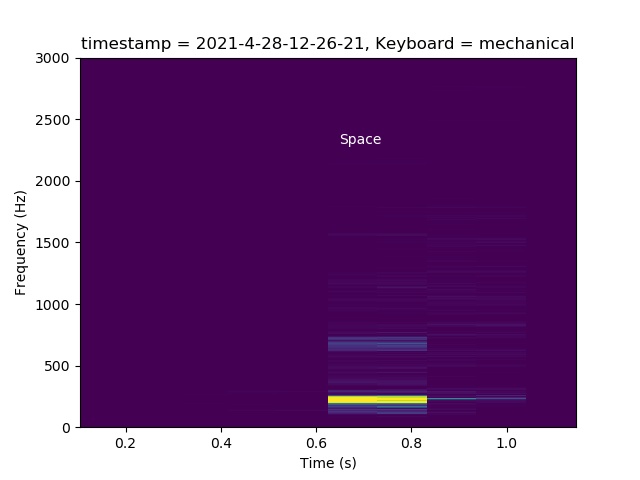 timestamp = 2021-4-28-12-26-21, Keyboard = mechanical
3000
2500
2000
1500
1000
500
0
Frequency (Hz)
Space
0.2 0.4 0.6 0.8 1.0
Time (s)